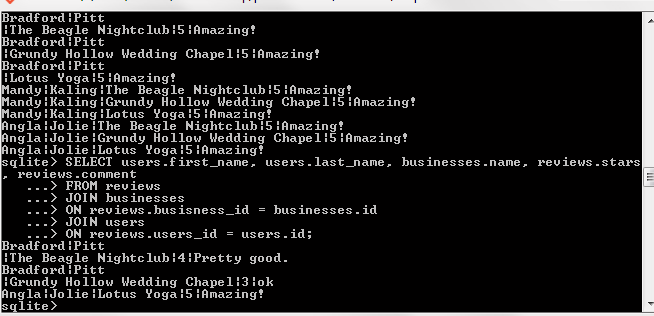 Bradford|Pitt
|The Beagle Nightclub|5|Amazing!
Bradford|Pitt
|Grundy Hollow Wedding Chapel|5|Amazing!
Bradford|Pitt
|Lotus Yoga|5|Amazing!
Mandy|Kaling|The Beagle Nightclub|5|Amazing!
Mandy|Kaling|Grundy Hollow Wedding Chapel|5|Amazing!
Mandy|Kaling|Lotus Yoga|5|Amazing!
Angla|Jolie|The Beagle Nightclub|5|Amazing!
Angla|Jolie|Grundy Hollow Wedding Chapel|5|Amazing!
Angla|Jolie|Lotus Yoga|5|Amazing!
sqlite> SELECT users.first_name, users.last_name, businesses.name, reviews.stars
, reviews.comment
   ...> FROM reviews
   ...> JOIN businesses
   ...> ON reviews.busisness_id = businesses.id
   ...> JOIN users
   ...> ON reviews.users_id = users.id;
Bradford|Pitt
|The Beagle Nightclub|4|Pretty good.
Bradford|Pitt
|Grundy Hollow Wedding Chapel|3|ok
Angla|Jolie|Lotus Yoga|5|Amazing!
sqlite>